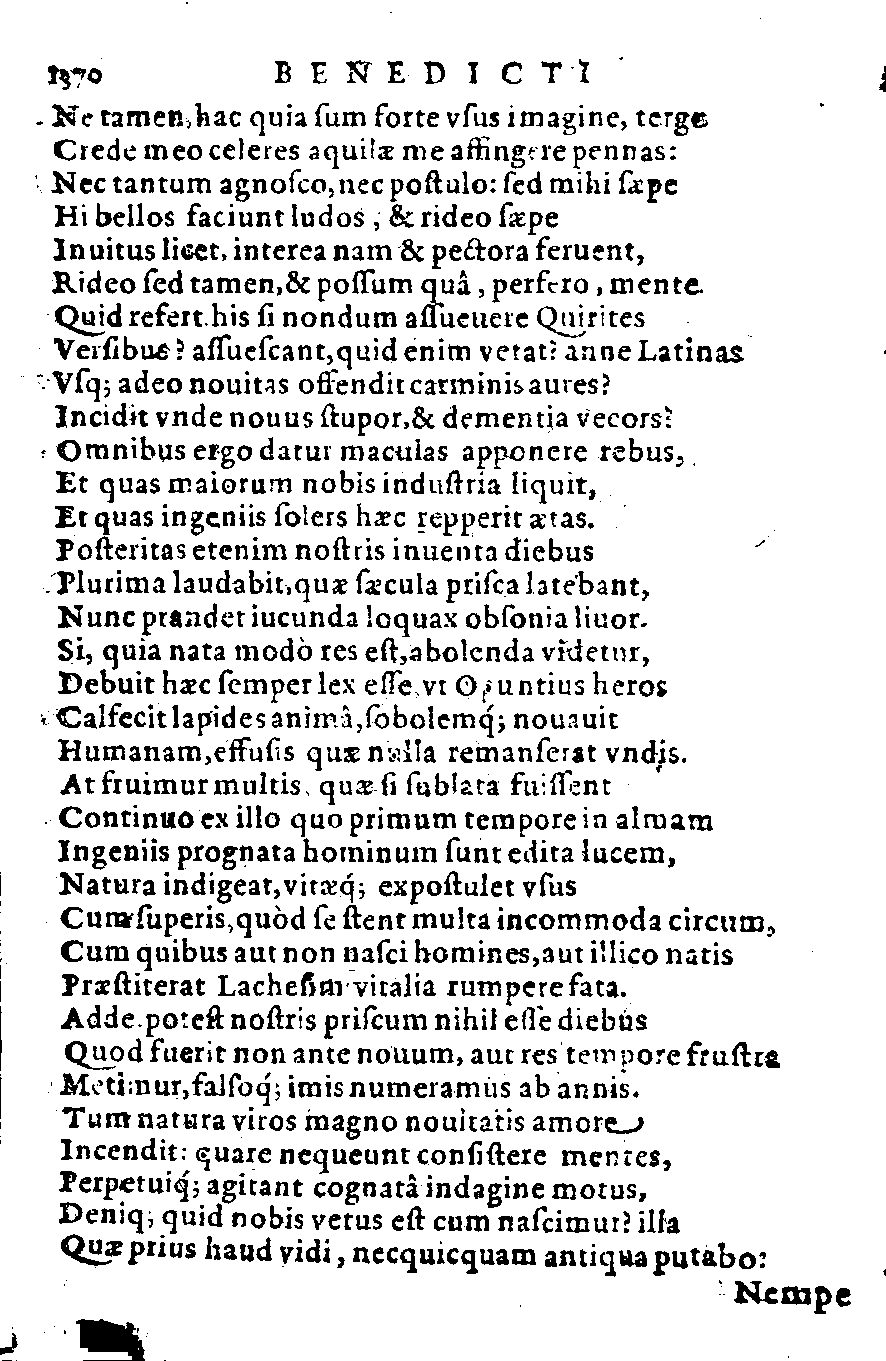 1370 BENEDICTI
Ne tamen, hac quia ſum forte vſus imagine, terge
Crede meo celeres aquilæ me affingere pennas:
Nec tantum agnoſco, nec poſtulo: ſed mihi ſæpe
Hi bellos faciunt ludos, & rideo ſæpe
Inuitus licet, interea nam & pectora feruent,
Rideo ſed tamen, & poſſum quâ, perfero, mente.
Quid refert. his ſi nondum aſſueuere Quirites
Verſibus? aſſueſcant, quid enim vetat? anne Latinas
Vſq; adeo nouitas offendit carminis aures?
Incidit vnde nouus ſtupor, & dementia vecors?
Omnibus ergo datur maculas apponere rebus,
Et quas maiorum nobis induſtria liquit,
Et quas ingeniis ſolers hæc repperit ætas.
Poſteritas etenim noſtris inuenta diebus
Plurima laudabit, quæ ſæcula priſca latebant,
Nunc prandet iucunda loquax obſonia liuor.
Si, quia nata modò res eſt, abolenda videtur,
Debuit hæc ſemper lex eſſe, vt Opuntius heros
Calfecit lapides animâ, ſobolemq́; nouauit
Humanam, effuſis quæ nulla remanſerat vndis.
At fruimur multis, quæ ſi ſublata fuiſſent
Continuo ex illo quo primum tempore in almam
Ingeniis prognata hominum ſunt edita lucem,
Natura indigeat, vitæq́; expoſtulet vſus
Cum ſuperis, quòd ſe ſtent multa incommoda circum,
Cum quibus aut non naſci homines, aut illico natis
Præſtiterat Lacheſim vitalia rumpere fata.
Adde. poteſt noſtris priſcum nihil eſſe diebus
Quod fuerit non ante nouum, aut res tempore fruſtra
Metimur, falſoq́; imis numeramus ab annis.
Tum natura viros magno nouitatis amore
Incendit: quare nequeunt conſiſtere mentes,
Perpetuiq́; agitant cognatâ indagine motus,
Deniq; quid nobis vetus eſt cum naſcimur? illa
Quæ prius haud vidi, necquicquam antiqua putabo:
Nempe